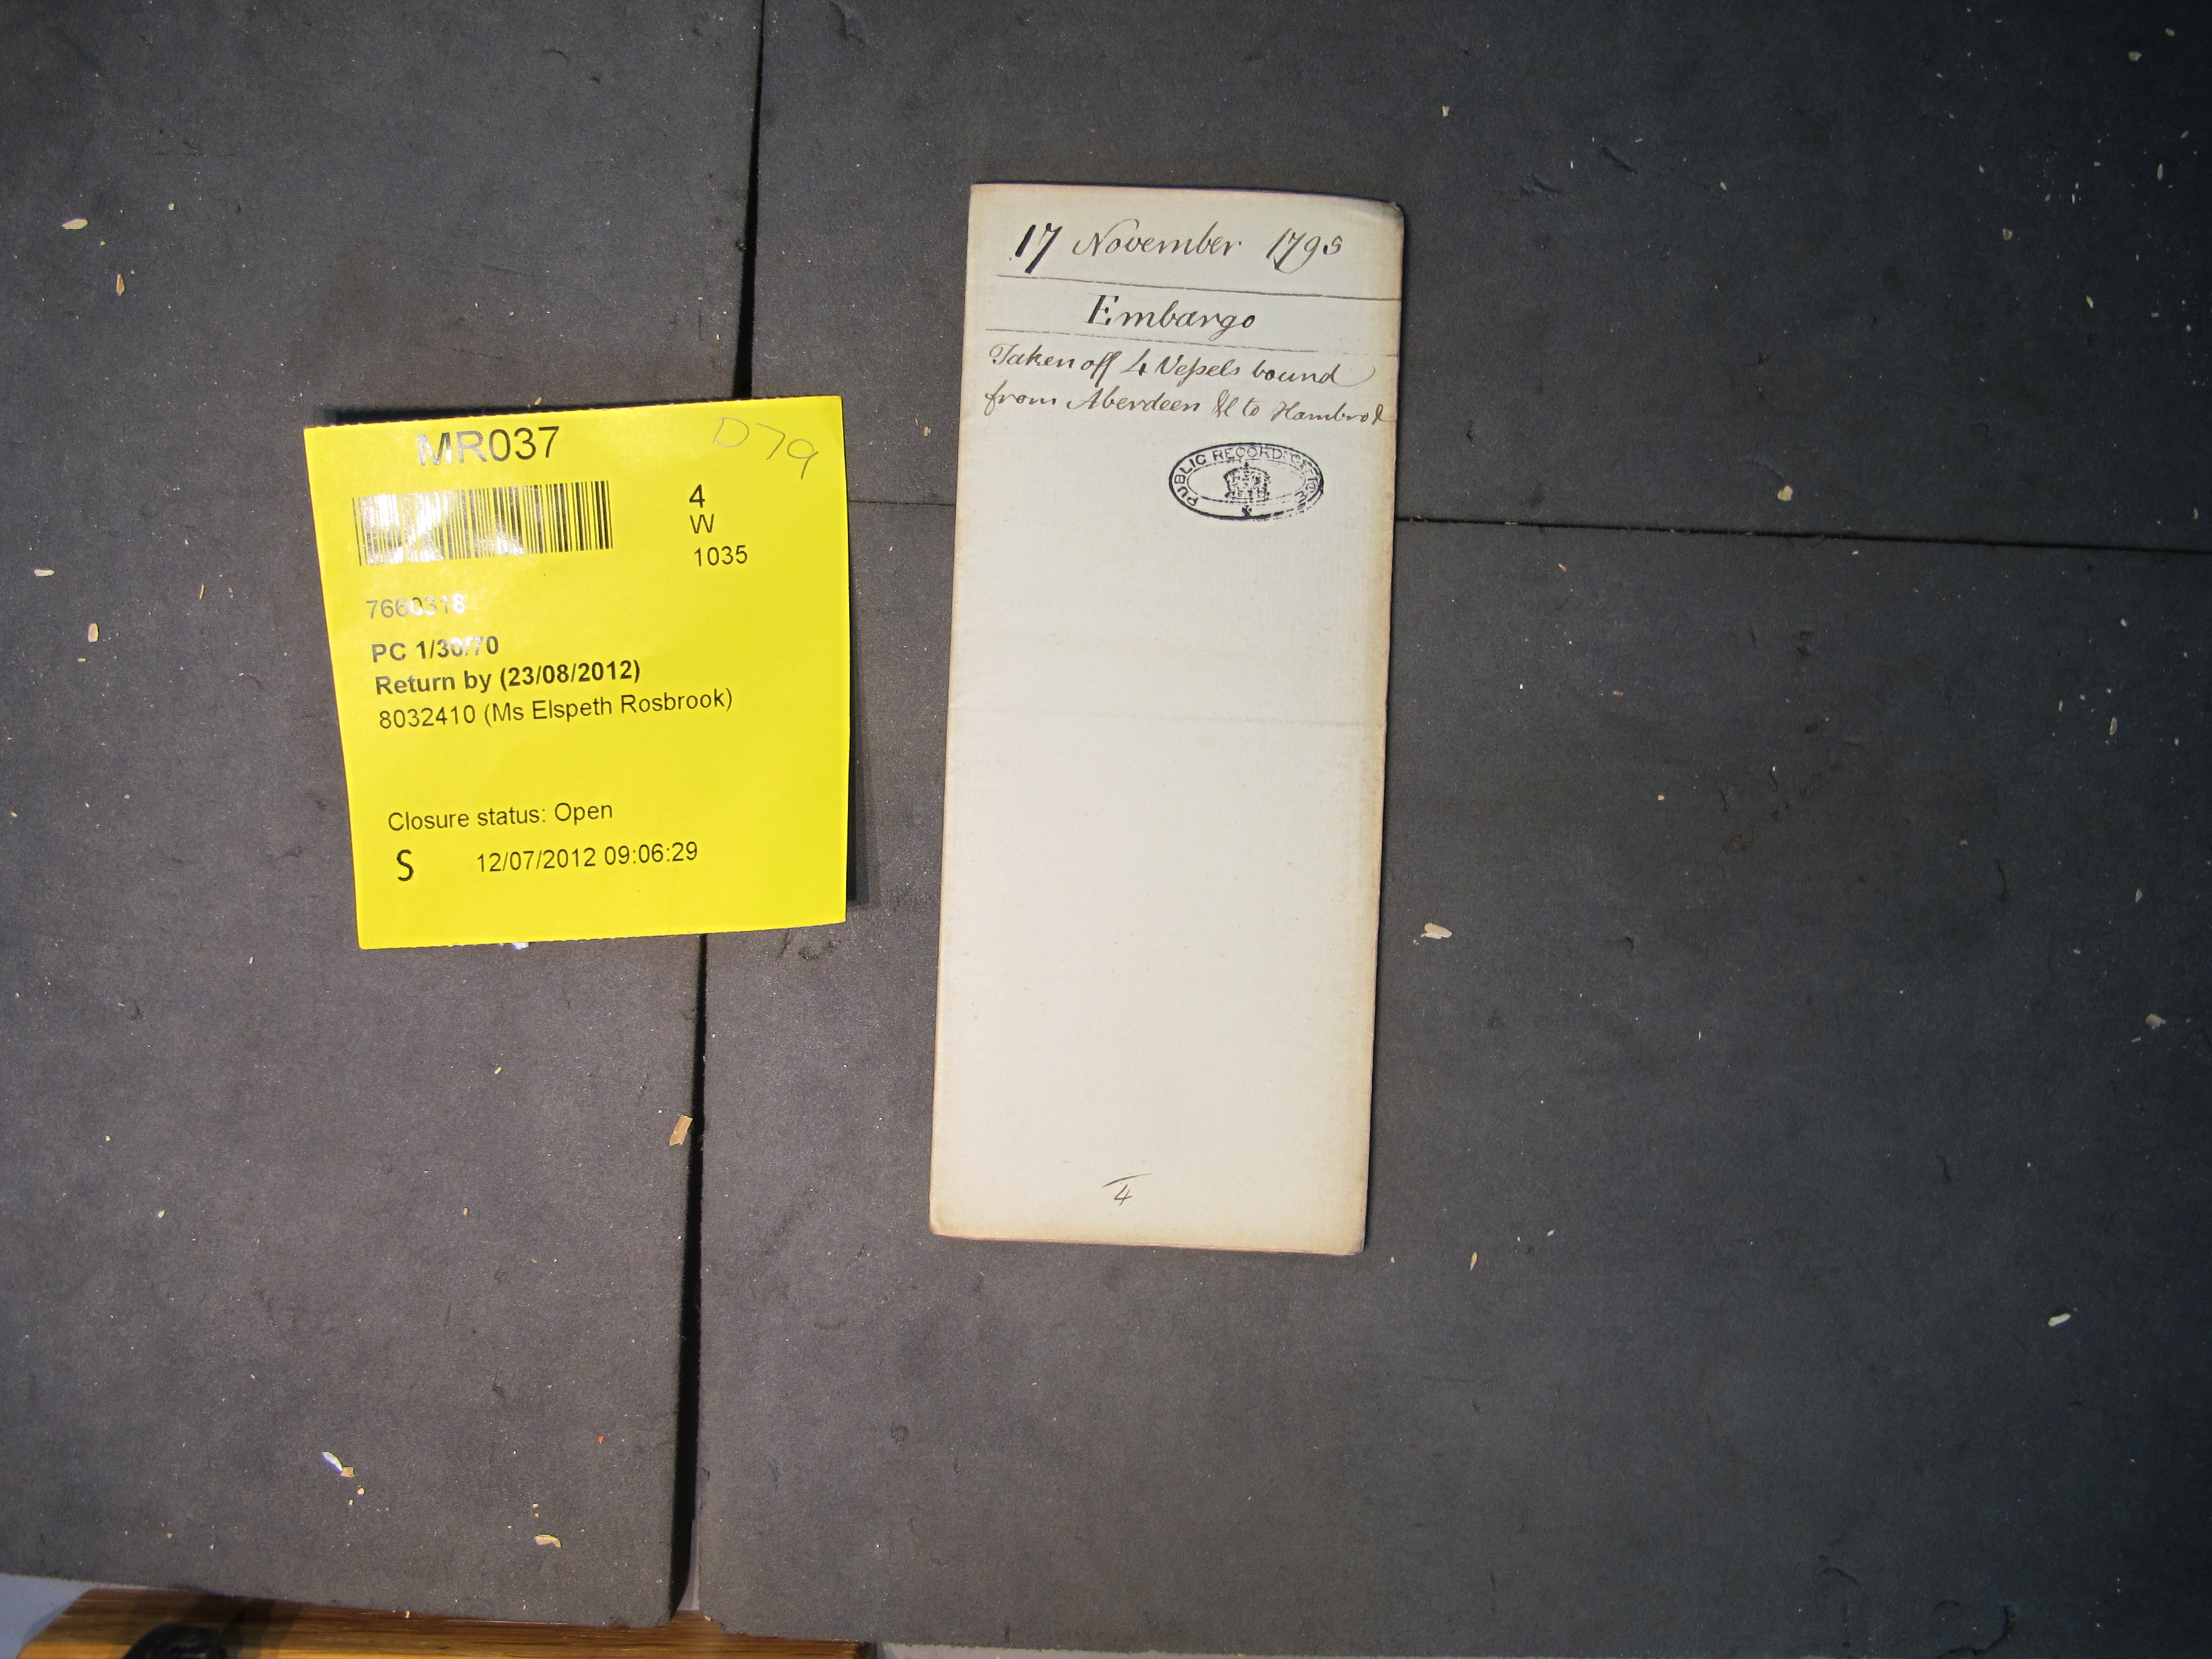 17 November 1795
Embargo
Taken off 4 Veſsels bound
from Aberdeen &c to Hambro&c
PUBLIC RECORD OFFICE
4
MR037
D79
4
W
1035
7660318
PC 1/30/70
Return by (23/08/2012)
8032410 (Ms Elspeth Rosbrook)
Closure status: Open
S 12/07/2012 09:06:29